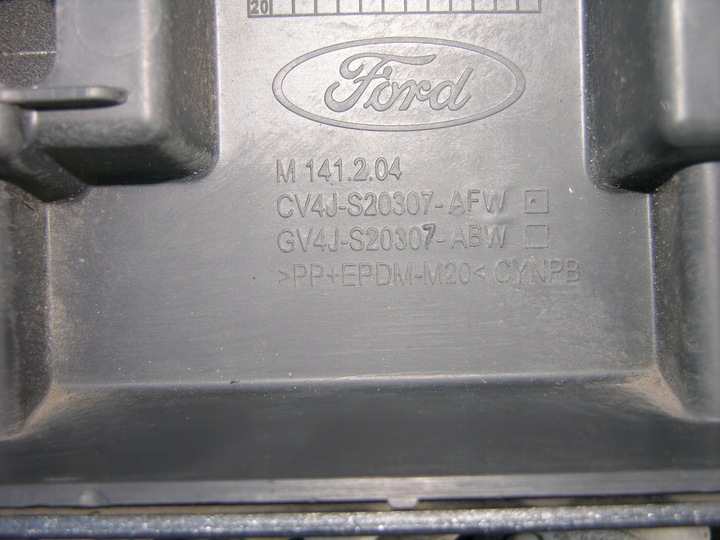 20
Ford
M 141.2.04
CV4J-S20307-AFW
GV4J-S20307-ABW
>PP+EPDM-M20< CYNPB